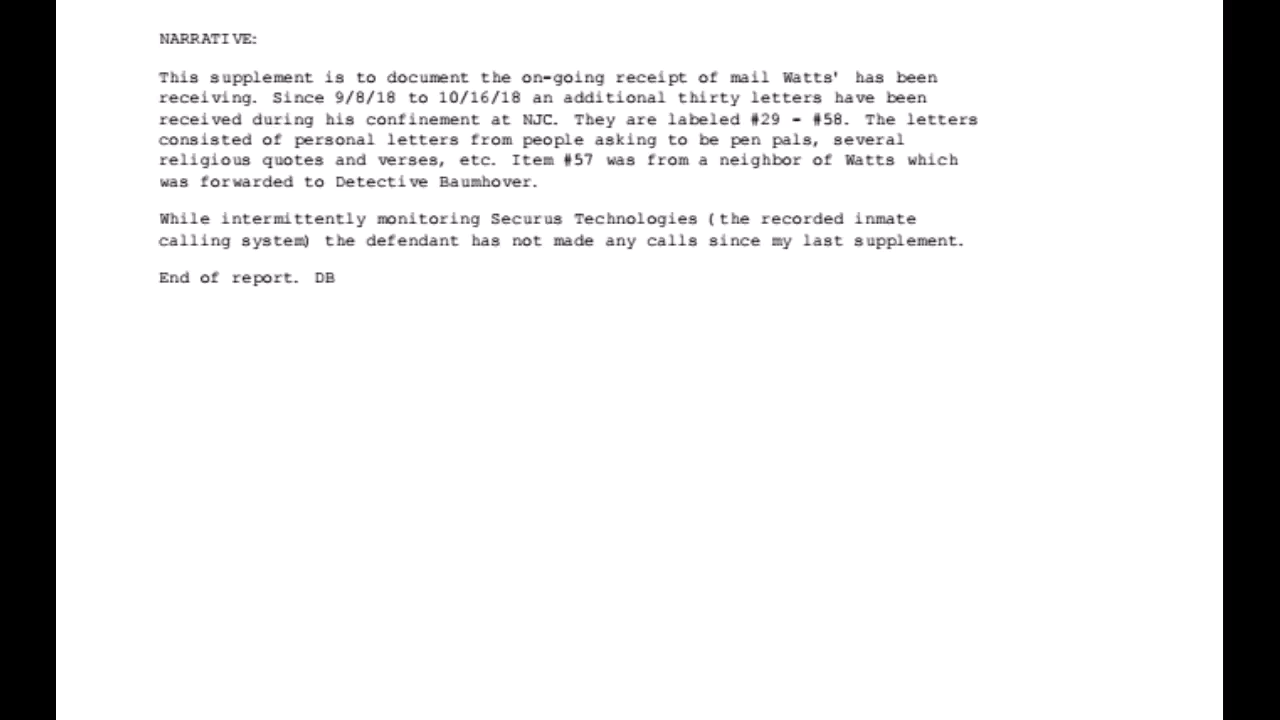 NARRATIVE:
This supplement is to document the on-going receipt of mail Watts' has been
receiving. Since 9/8/18 to 10/16/18 an additional thirty letters have been
received during his confinement at NJC. They are labeled #29 - #58. The letters
consisted of personal letters from people asking to be pen pals, several
religious quotes and verses, etc. Item #57 was from a neighbor of Watts which
was forwarded to Detective Baumhover.
While intermittently monitoring Securus Technologies (the recorded inmate
calling system) the defendant has not made any calls since my last supplement.
End of report. DB